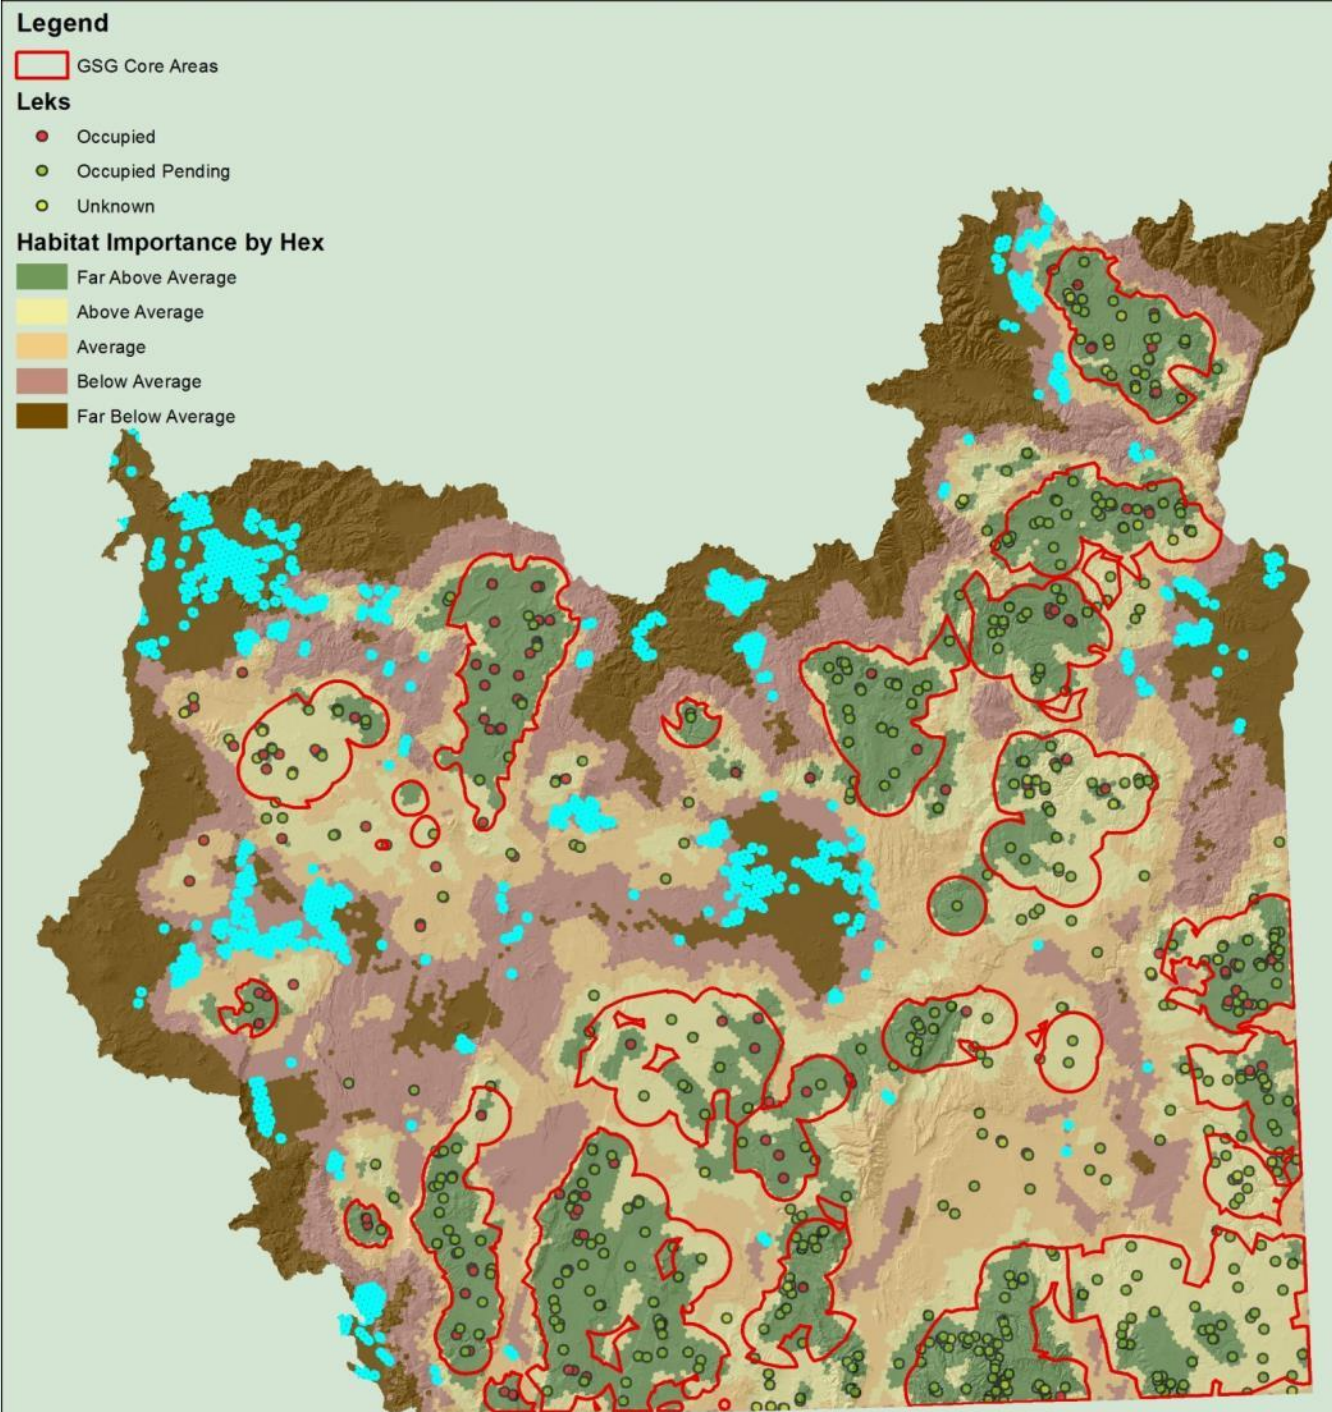 Legend
GSG Core Areas
Leks
Occupied
Occupied Pending
Unknown
Habitat Importance by Hex
Far Above Average
Above Average
Average
Below Average
Far Below Average